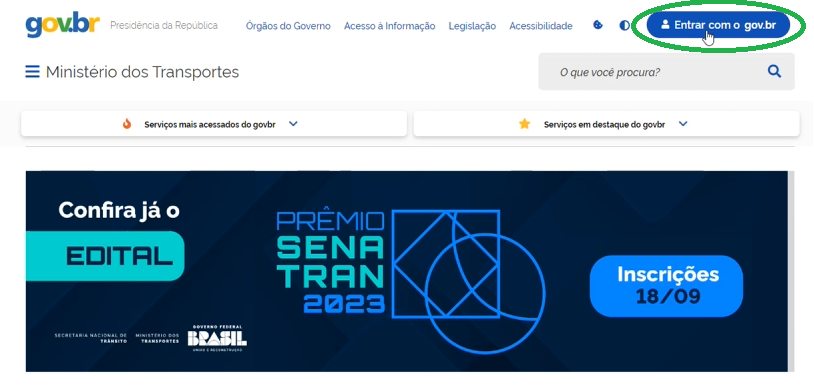 gov.br Presidência da República Órgãos do Governo Acesso à Informação Legislação Acessibilidade Entrar com o gov.br
Ministério dos Transportes O que você procura?
Serviços mais acessados do govbr Serviços em destaque do govbr
Confira já o
EDITAL
PRÊMIO
SENA
TRAN
2023
Inscrições
18/09
SECRETARIA NACIONAL DE
TRÂNSITO
MINISTÉRIO DOS
TRANSPORTES
GOVERNO FEDERAL
BRASIL
UNIÃO E RECONSTRUÇÃO